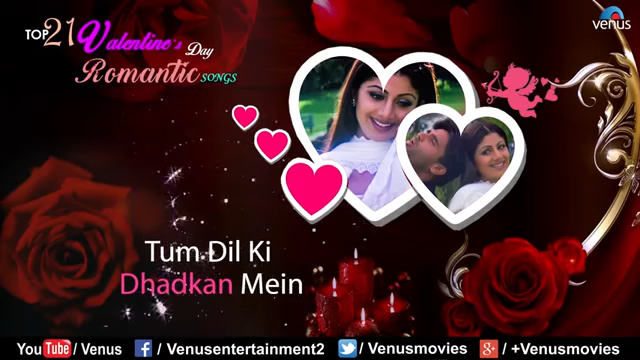 TOP 21 Valentine's Day
Romantic SONGS
venus
Tum Dil Ki
Dhadkan Mein
YouTube / Venus f / Venusentertainment2 / Venusmovies g+ / +Venusmovies